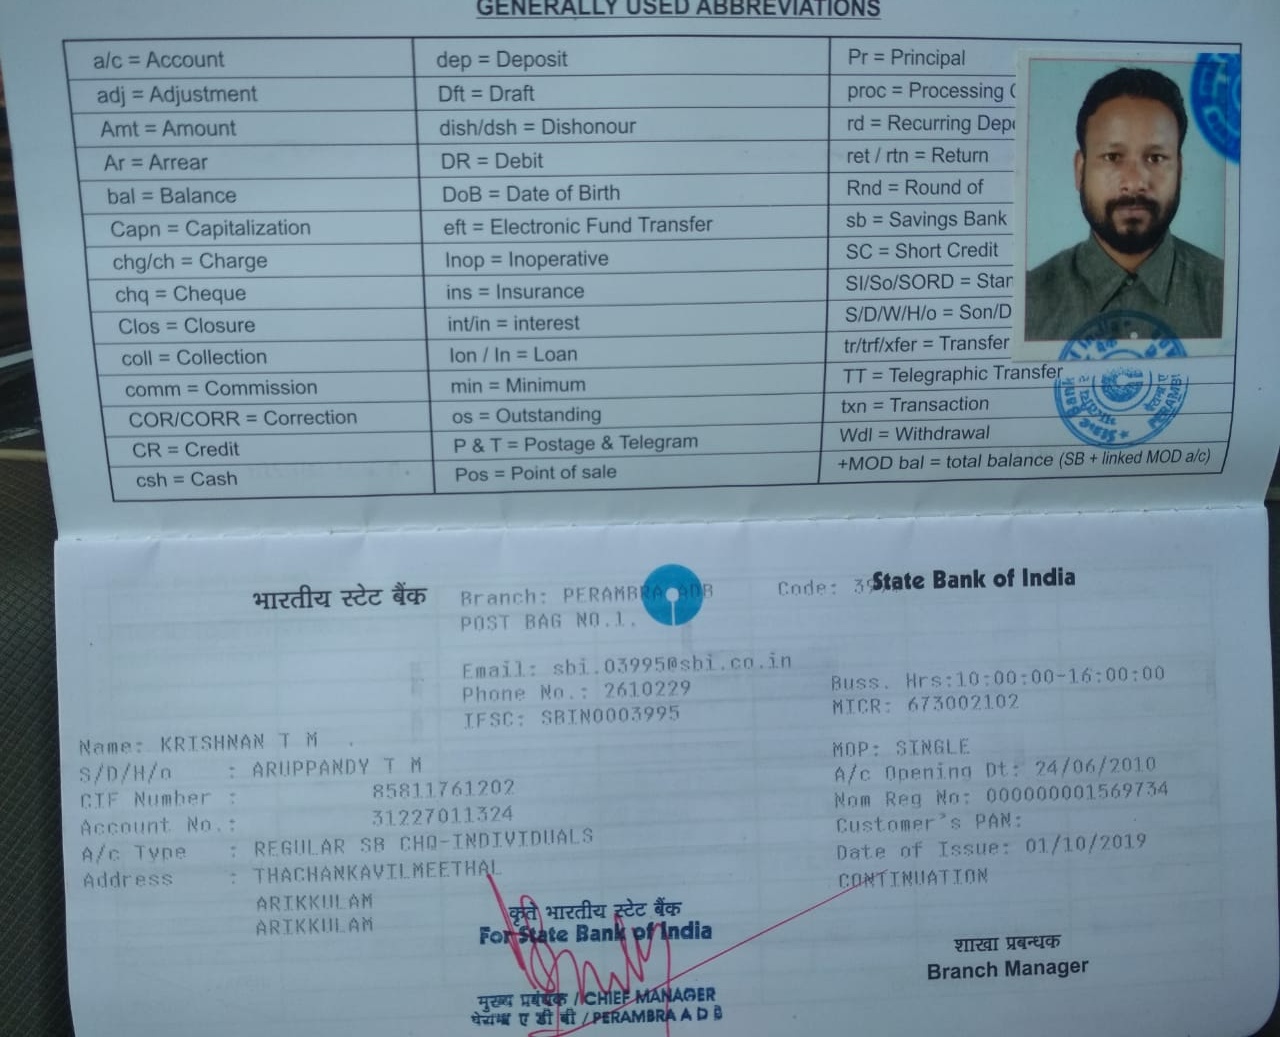 GENERALLY USED ABBREVIATIONS
a/c = Account
adj = Adjustment
Amt = Amount
Ar = Arrear
bal = Balance
Capn = Capitalization
chg/ch = Charge
chq = Cheque
Clos = Closure
coll = Collection
comm = Commission
COR/CORR = Correction
CR = Credit
csh = Cash
dep = Deposit
Dft = Draft
dish/dsh = Dishonour
DR = Debit
DoB = Date of Birth
eft = Electronic Fund Transfer
Inop = Inoperative
ins = Insurance
int/in = interest
lon / ln = Loan
min = Minimum
os = Outstanding
P & T = Postage & Telegram
Pos = Point of sale
Pr = Principal
proc = Processing
rd = Recurring
ret / rtn = Return
Rnd = Round of
sb = Savings Bank
SC = Short Credit
SI/So/SORD =
S/D/W/H/o = Son/D
tr/trf/xfer = Transfer
TT = Telegraphic Transfer
txn = Transaction
Wdl = Withdrawal
+MOD bal = total balance (SB + linked MOD a/c)
Bank
PERAMB
भारतीय स्टेट बैंक
State Bank of India
Branch: PERAMBRA ADB
Code:
POST BAG NO.1.
Email: sbi.03995@sbi.co.in
Phone No.: 2610229
Buss. Hrs:10:00:00-16:00:00
IFSC: SBIN0003995
MICR: 673002102
Name: KRISHNAN T M .
MOP: SINGLE
S/D/H/o : ARUPPANDY T M
A/c Opening Dt: 24/06/2010
CIF Number : 85811761202
Nom Reg No: 000000001569734
Account No.: 31227011324
Customer's PAN:
A/c Type : REGULAR SB CHQ-INDIVIDUALS
Date of Issue: 01/10/2019
Address : THACHANKAVILMEETHAL
CONTINUATION
ARIKKULAM
ARIKKULAM
कृते भारतीय स्टेट बैंक
For State Bank of India
मुख्य प्रबंधक / CHIEF MANAGER
पेराम्ब्रा ए डी बी / PERAMBRA A D B
शाखा प्रबन्धक
Branch Manager